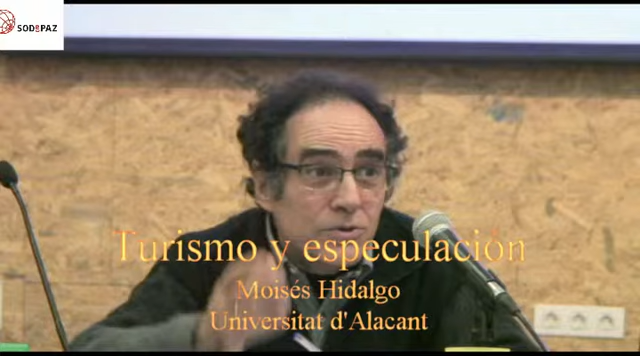 SODePAZ
Turismo y especulación
Moisés Hidalgo
Universitat d'Alacant